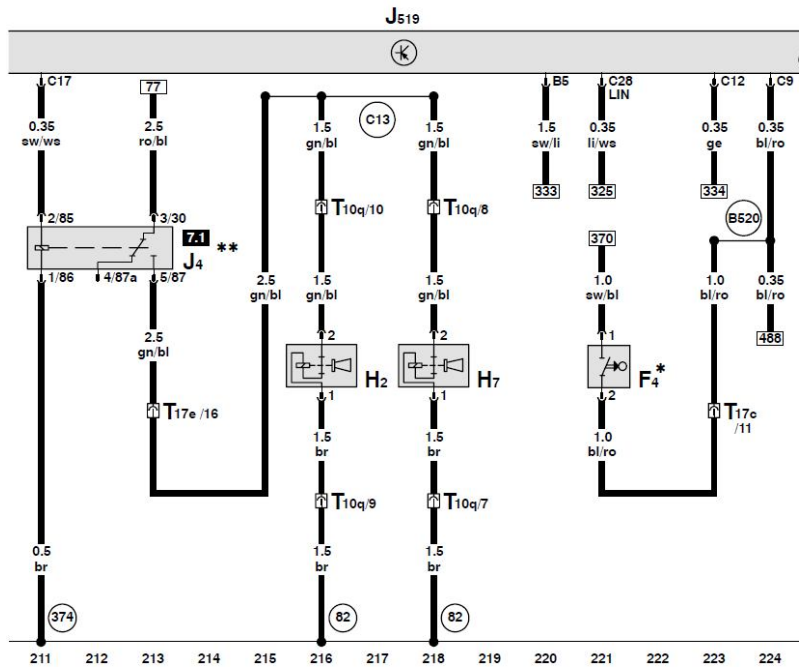 J519
C17
77
B5
C28
LIN
C12
C9
0.35
sw/ws
2.5
ro/bl
1.5
gn/bl
C13
1.5
gn/bl
1.5
sw/li
0.35
li/ws
0.35
ge
0.35
bl/ro
333
325
334
T10q/10
T10q/8
B520
2/85
3/30
7.1
J4 **
370
1/86
4/87a
5/87
2.5
gn/bl
1.5
gn/bl
1.5
gn/bl
1.0
sw/bl
1.0
bl/ro
0.35
bl/ro
2.5
gn/bl
2
2
1
488
H2
H7
F4*
1
1
2
T17e /16
T17c
/11
1.5
br
1.5
br
1.0
bl/ro
T10q/9
T10q/7
0.5
br
1.5
br
1.5
br
374
82
82
211 212 213 214 215 216 217 218 219 220 221 222 223 224